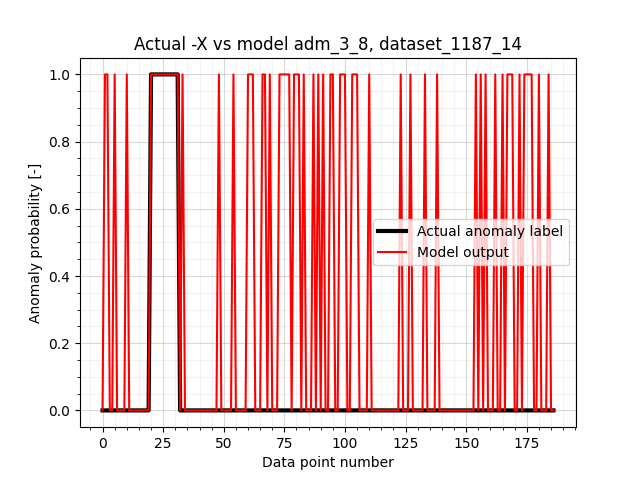 Actual -X vs model adm_3_8, dataset_1187_14
Anomaly probability [-]
1.0
0.8
0.6
0.4
0.2
0.0
Actual anomaly label
Model output
0 25 50 75 100 125 150 175
Data point number